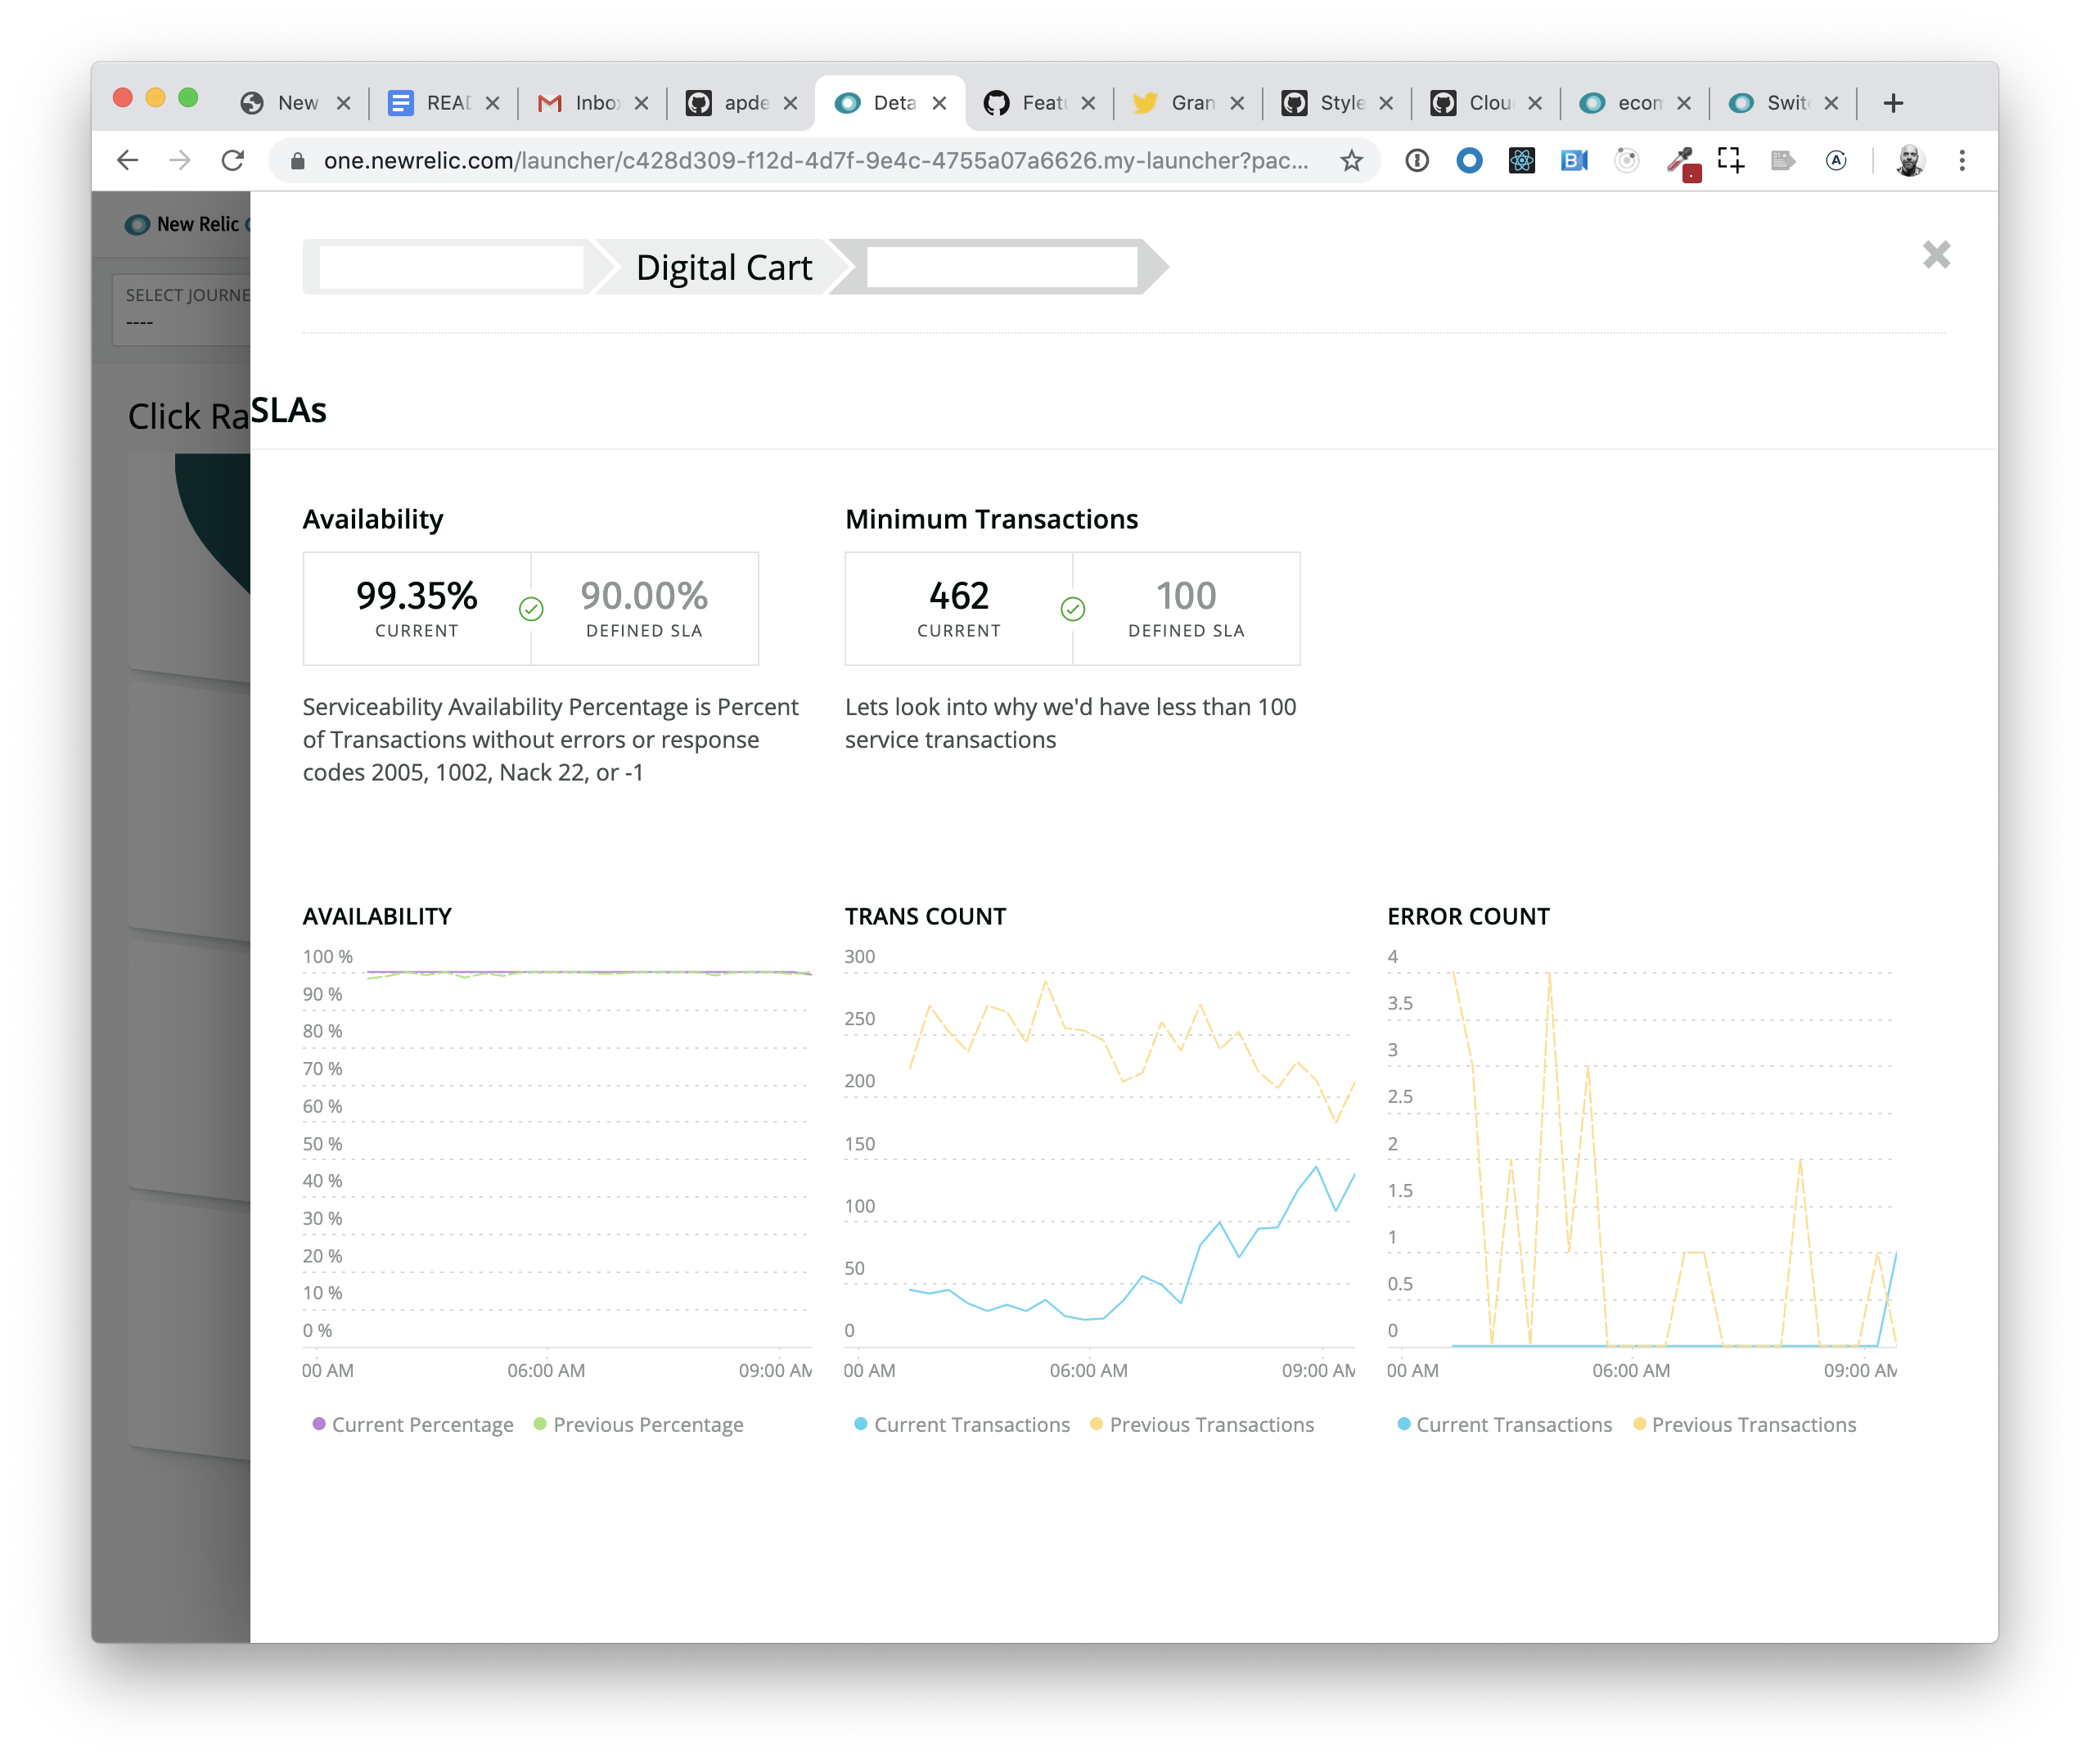 New
READ
Inbox
apde
Deta
Feat
Gran
Style
Clou
ecom
Swit
one.newrelic.com/launcher/c428d309-f12d-4d7f-9e4c-4755a07a6626.my-launcher?pac...
New Relic
SELECT JOURNE
----
Click Ra
Digital Cart
SLAs
Availability
99.35%
CURRENT
90.00%
DEFINED SLA
Serviceability Availability Percentage is Percent
of Transactions without errors or response
codes 2005, 1002, Nack 22, or -1
Minimum Transactions
462
CURRENT
100
DEFINED SLA
Lets look into why we'd have less than 100
service transactions
AVAILABILITY
100 %
90 %
80 %
70 %
60 %
50 %
40 %
30 %
20 %
10 %
0 %
00 AM 06:00 AM 09:00 AM
Current Percentage Previous Percentage
TRANS COUNT
300
250
200
150
100
50
0
00 AM 06:00 AM 09:00 AM
Current Transactions Previous Transactions
ERROR COUNT
4
3.5
3
2.5
2
1.5
1
0.5
0
00 AM 06:00 AM 09:00 AM
Current Transactions Previous Transactions